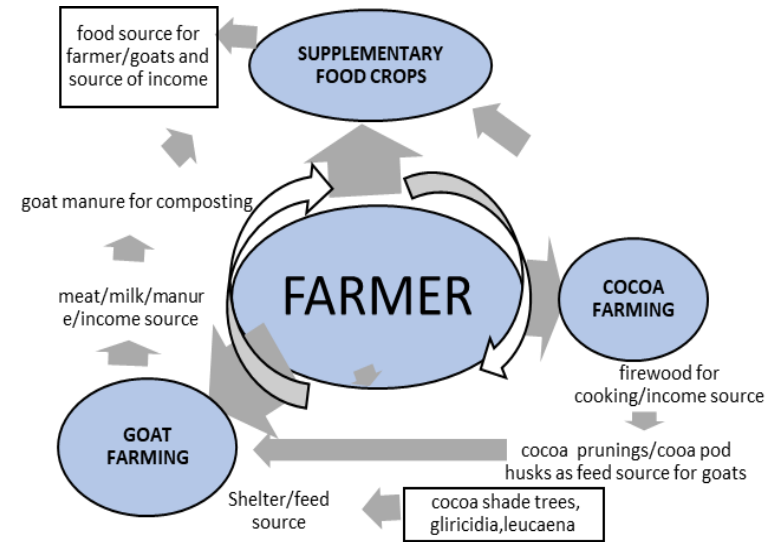 food source for
farmer/goats and
source of income
SUPPLEMENTARY
FOOD CROPS
goat manure for composting
FARMER
COCOA
FARMING
meat/milk/manur
e/income source
firewood for
cooking/income source
GOAT
FARMING
cocoa prunings/cooa pod
husks as feed source for goats
Shelter/feed
source
cocoa shade trees,
gliricidia,leucaena